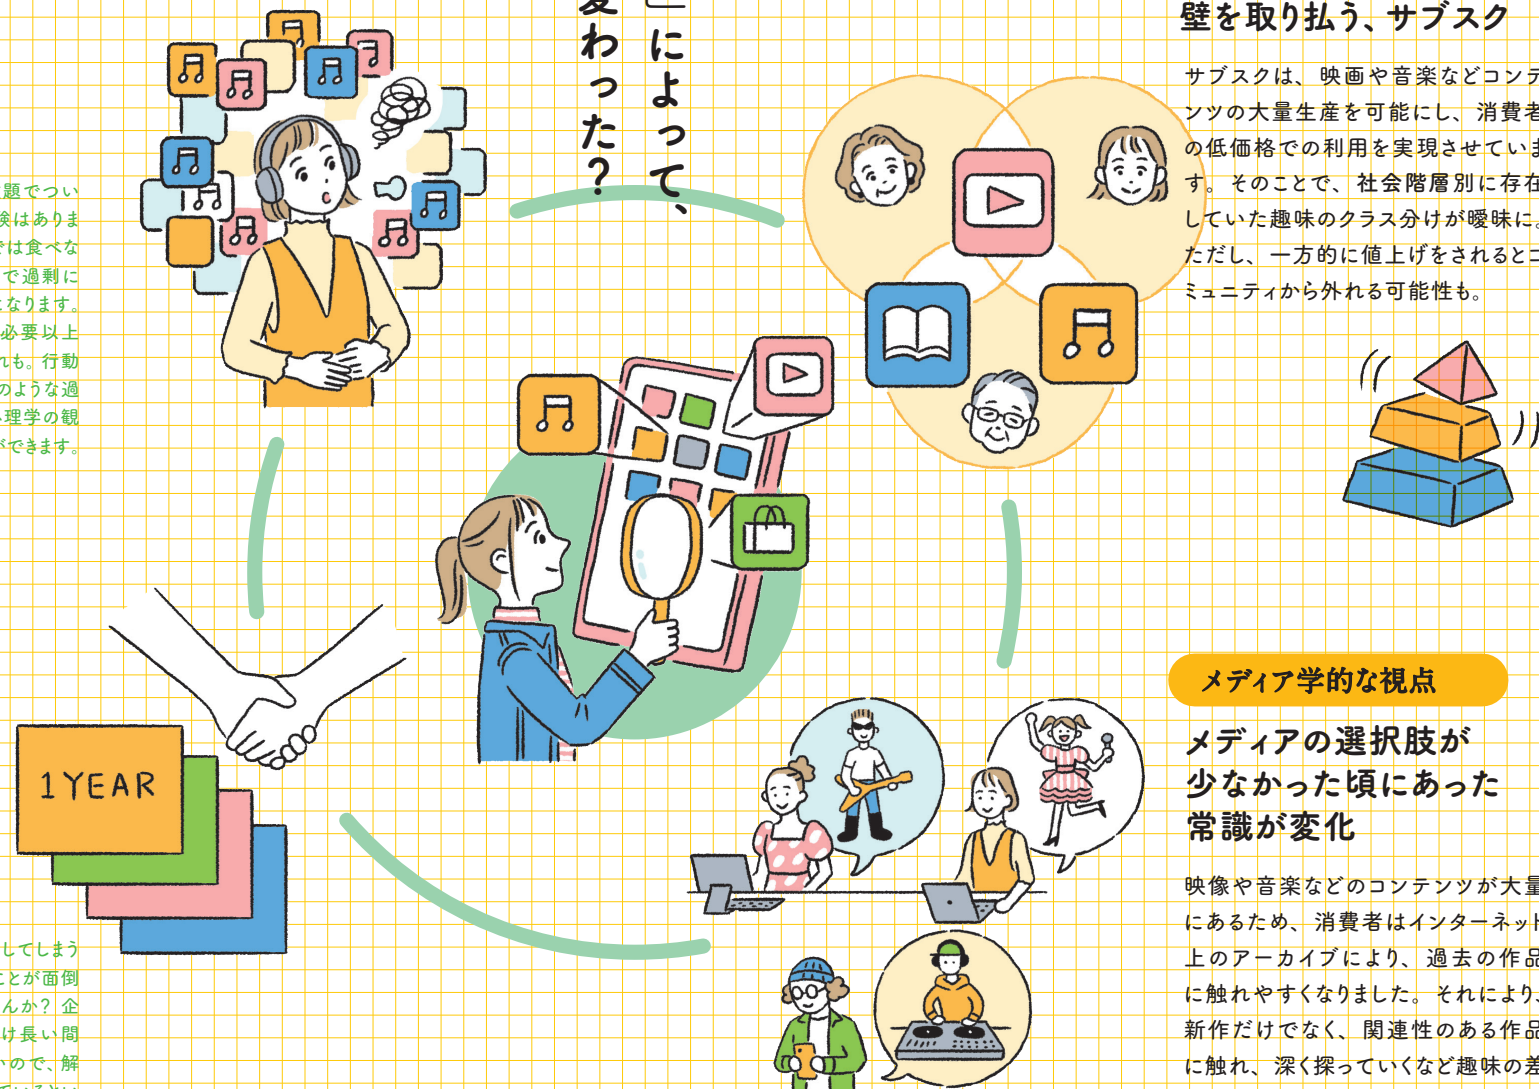 」によって、
変わった？
壁を取り払う、サブスク
サブスクは、映画や音楽などコンテ
ンツの大量生産を可能にし、消費者
の低価格での利用を実現させていま
す。そのことで、社会階層別に存在
していた趣味のクラス分けが曖昧に。
ただし、一方的に値上げをされるとコ
ミュニティから外れる可能性も。
題でつい
験はありま
では食べな
で過剰に
となります。
必要以上
れも。行動
のような過
心理学の観
ができます。
1 YEAR
してしまう
ことが面倒
んか？ 企
け長い間
いので、解
ているとい
メディア学的な視点
メディアの選択肢が
少なかった頃にあった
常識が変化
映像や音楽などのコンテンツが大量
にあるため、消費者はインターネット
上のアーカイブにより、過去の作品
に触れやすくなりました。それにより、
新作だけでなく、関連性のある作品
に触れ、深く探っていくなど趣味の差